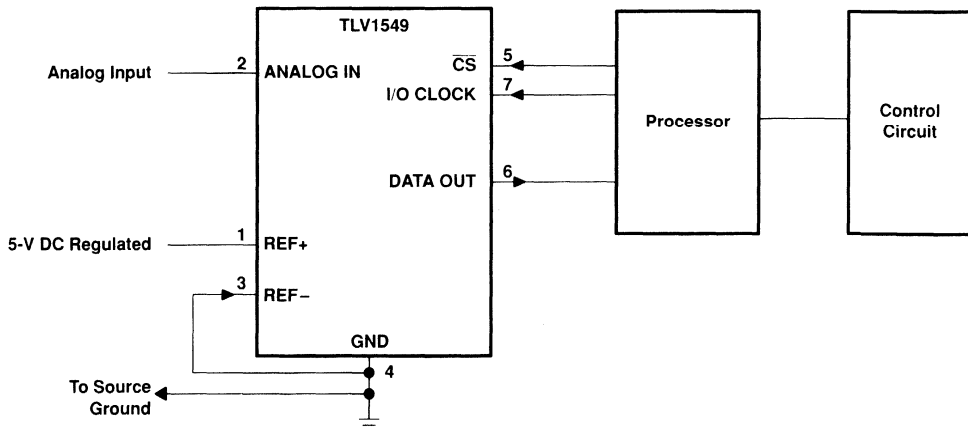 TLV1549
Analog Input
2
ANALOG IN
C̅S̅
5
I/O CLOCK
7
Processor
Control
Circuit
DATA OUT
6
5-V DC Regulated
1
REF+
3
REF−
GND
4
To Source
Ground